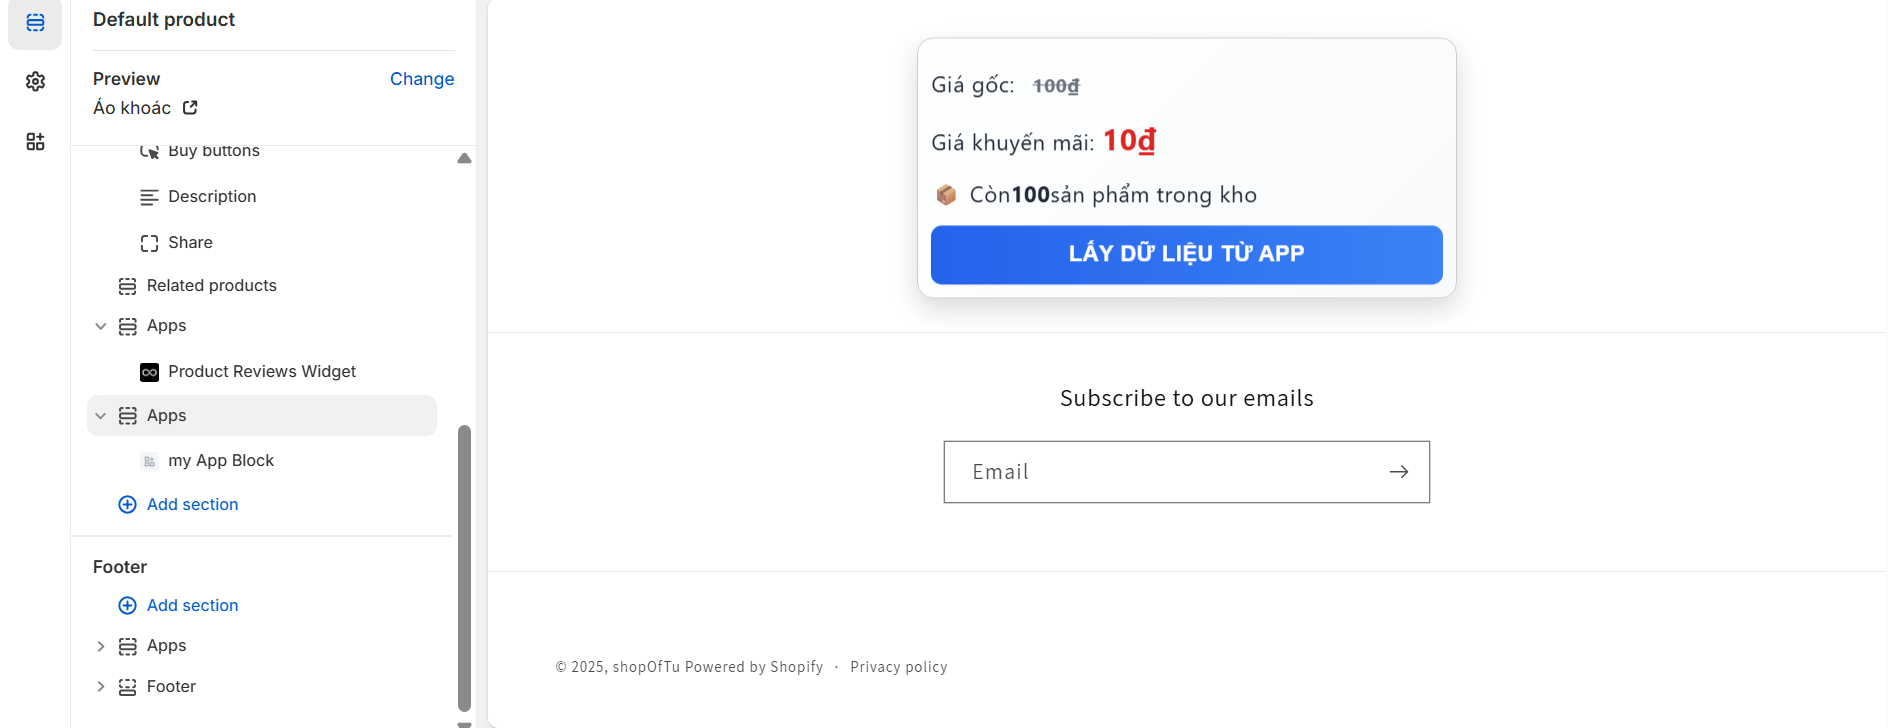 Default product
Preview
Change
Áo khoác
Buy buttons
Description
Share
Related products
Apps
Product Reviews Widget
Apps
my App Block
Add section
Footer
Add section
Apps
Footer
Giá gốc: 100₫
Giá khuyến mãi: 10₫
Còn100sản phẩm trong kho
LẤY DỮ LIỆU TỪ APP
Subscribe to our emails
Email
© 2025, shopOfTu Powered by Shopify · Privacy policy